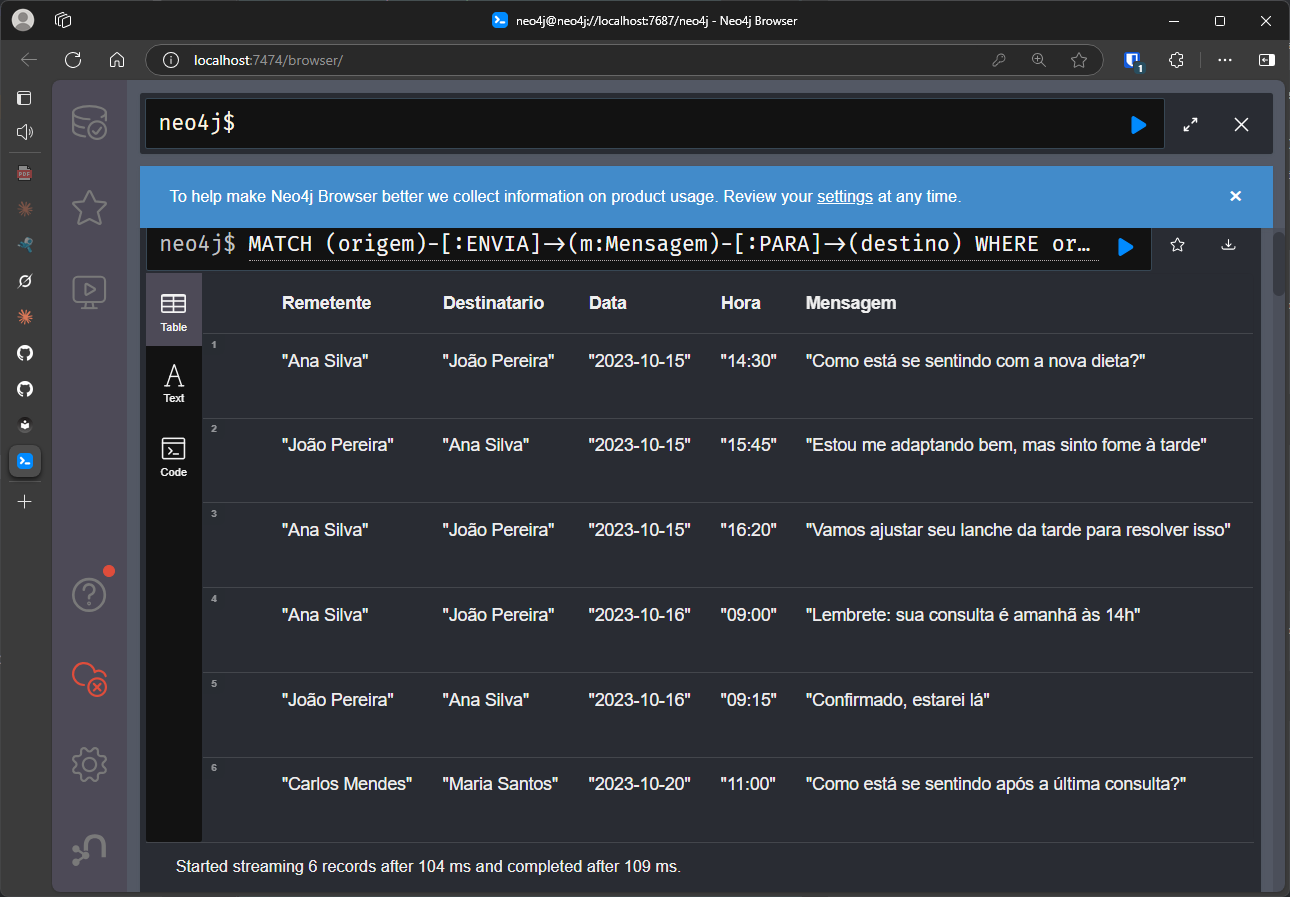 neo4j@neo4j://localhost:7687/neo4j - Neo4j Browser
localhost:7474/browser/
1
PDF
neo4j$
To help make Neo4j Browser better we collect information on product usage. Review your settings at any time.
neo4j$ MATCH (origem)-[:ENVIA]→(m:Mensagem)-[:PARA]→(destino) WHERE or…
Table
Text
Code
Remetente Destinatario Data Hora Mensagem
1
"Ana Silva" "João Pereira" "2023-10-15" "14:30" "Como está se sentindo com a nova dieta?"
2
"João Pereira" "Ana Silva" "2023-10-15" "15:45" "Estou me adaptando bem, mas sinto fome à tarde"
3
"Ana Silva" "João Pereira" "2023-10-15" "16:20" "Vamos ajustar seu lanche da tarde para resolver isso"
4
"Ana Silva" "João Pereira" "2023-10-16" "09:00" "Lembrete: sua consulta é amanhã às 14h"
5
"João Pereira" "Ana Silva" "2023-10-16" "09:15" "Confirmado, estarei lá"
6
"Carlos Mendes" "Maria Santos" "2023-10-20" "11:00" "Como está se sentindo após a última consulta?"
Started streaming 6 records after 104 ms and completed after 109 ms.